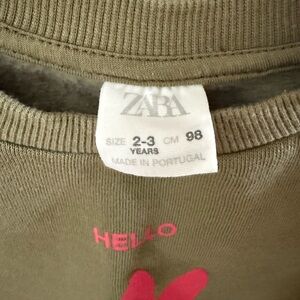 ZARA
SIZE 2-3 CM 98
YEARS
MADE IN PORTUGAL
HELLO